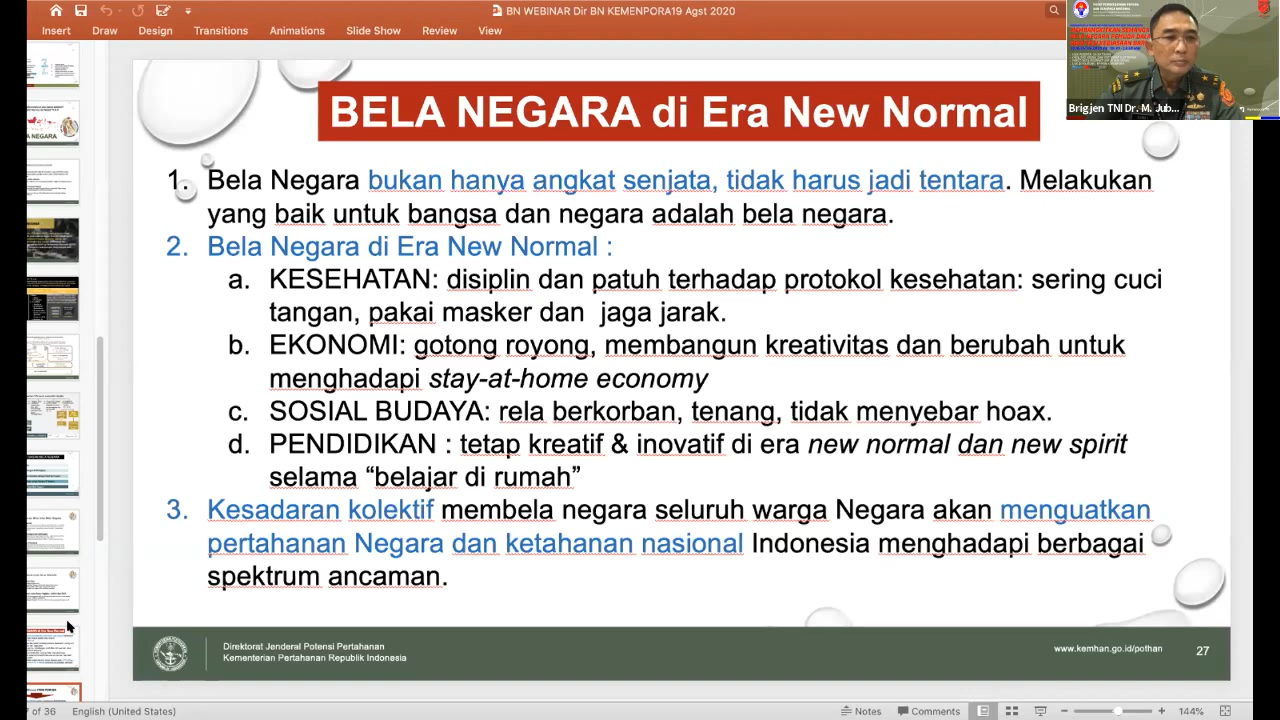 BN WEBINAR Dir BN KEMENPORA19 Agst 2020
Insert Draw Design Transitions Animations Slide Show Review View
Brigjen TNI Dr. M. Jub...
BELA NEGARA di Era New Normal
1. Bela Negara bukan hanya angkat senjata, tidak harus jadi tentara. Melakukan
yang baik untuk bangsa dan negara adalah bela negara.
2. Bela Negara di Era New Normal :
a. KESEHATAN: disiplin dan patuh terhadap protokol kesehatan: sering cuci
tangan, pakai masker dan jaga jarak.
b. EKONOMI: gotong royong, membangun kreativitas dan berubah untuk
menghadapi stay-at-home economy
c. SOSIAL BUDAYA: rela berkorban, tenang, tidak menyebar hoax.
d. PENDIDIKAN : tetap kreatif & inovatif di era new normal dan new spirit
selama “belajar di rumah”
3. Kesadaran kolektif membela negara seluruh warga Negara akan menguatkan
pertahanan Negara dan ketahanan nasional Indonesia menghadapi berbagai
spektrum ancaman.
Direktorat Jenderal Potensi Pertahanan
Kementerian Pertahanan Republik Indonesia
www.kemhan.go.id/pothan
27
of 36 English (United States) Notes Comments 144%